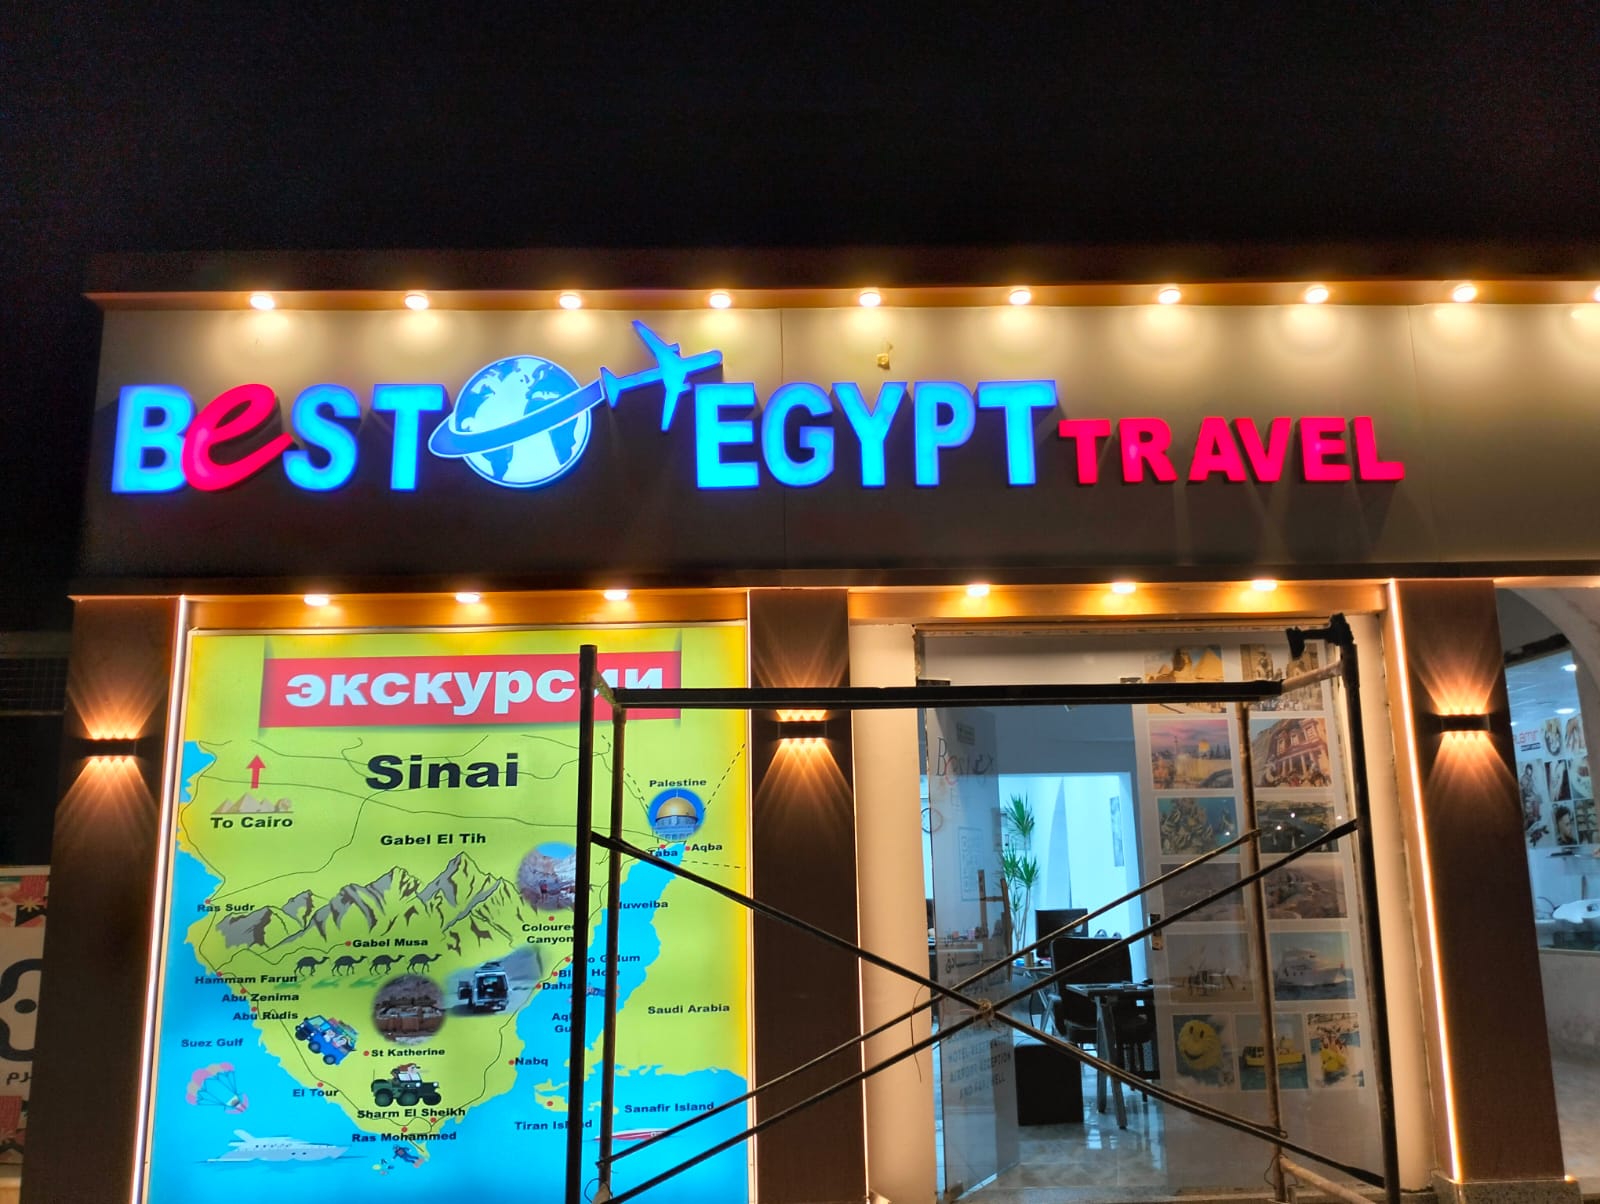 BeST EGYPT TRAVEL
экскурсии
Sinai
Palestine
To Cairo
Gabel El Tih
Taba
Aqba
Ras Sudr
Coloured
Canyon
Gabel Musa
Hammam Farun
Abu Zenima
Abu Rudis
Saudi Arabia
Suez Gulf
St Katherine
Nabq
El Tour
Sharm El Sheikh
Sanafir Island
Tiran Island
Ras Mohammed